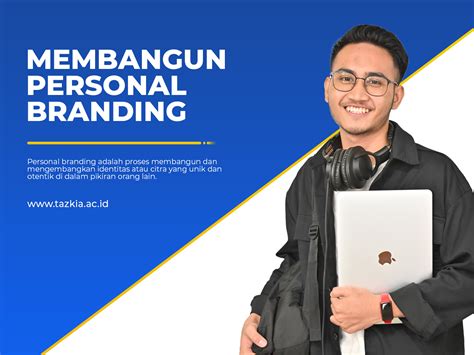 MEMBANGUN
PERSONAL
BRANDING
Personal branding adalah proses membangun dan
mengembangkan identitas atau citra yang unik dan
otentik di dalam pikiran orang lain.
www.tazkia.ac.id